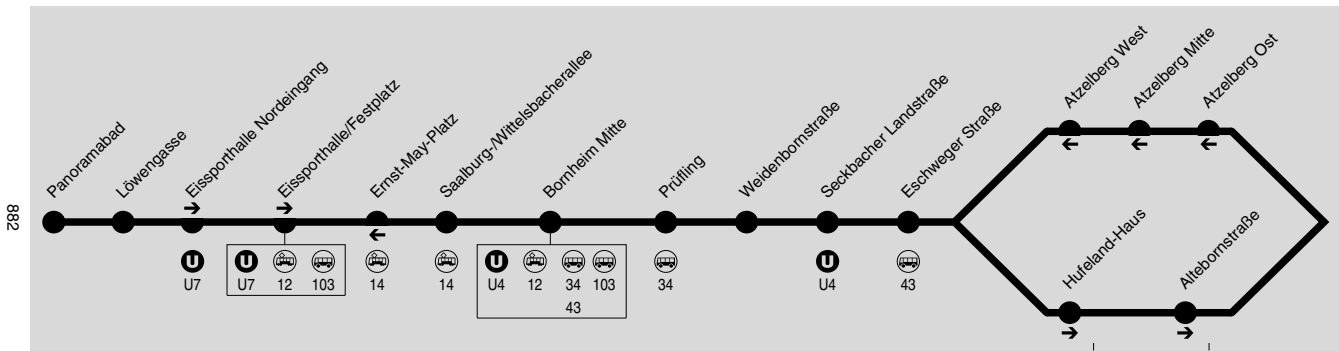 882
Panoramabad
Löwengasse
Eissporthalle Nordeingang
Eissporthalle/Festplatz
Ernst-May-Platz
Saalburg-/Wittelsbacherallee
Bornheim Mitte
Prüfling
Weidenbornstraße
Seckbacher Landstraße
Eschweger Straße
Atzelberg West
Atzelberg Mitte
Atzelberg Ost
Hufeland-Haus
Altebornstraße
U U U U
U7 U7 12 103 14 14 U4 12 34 103 34 U4 43
43